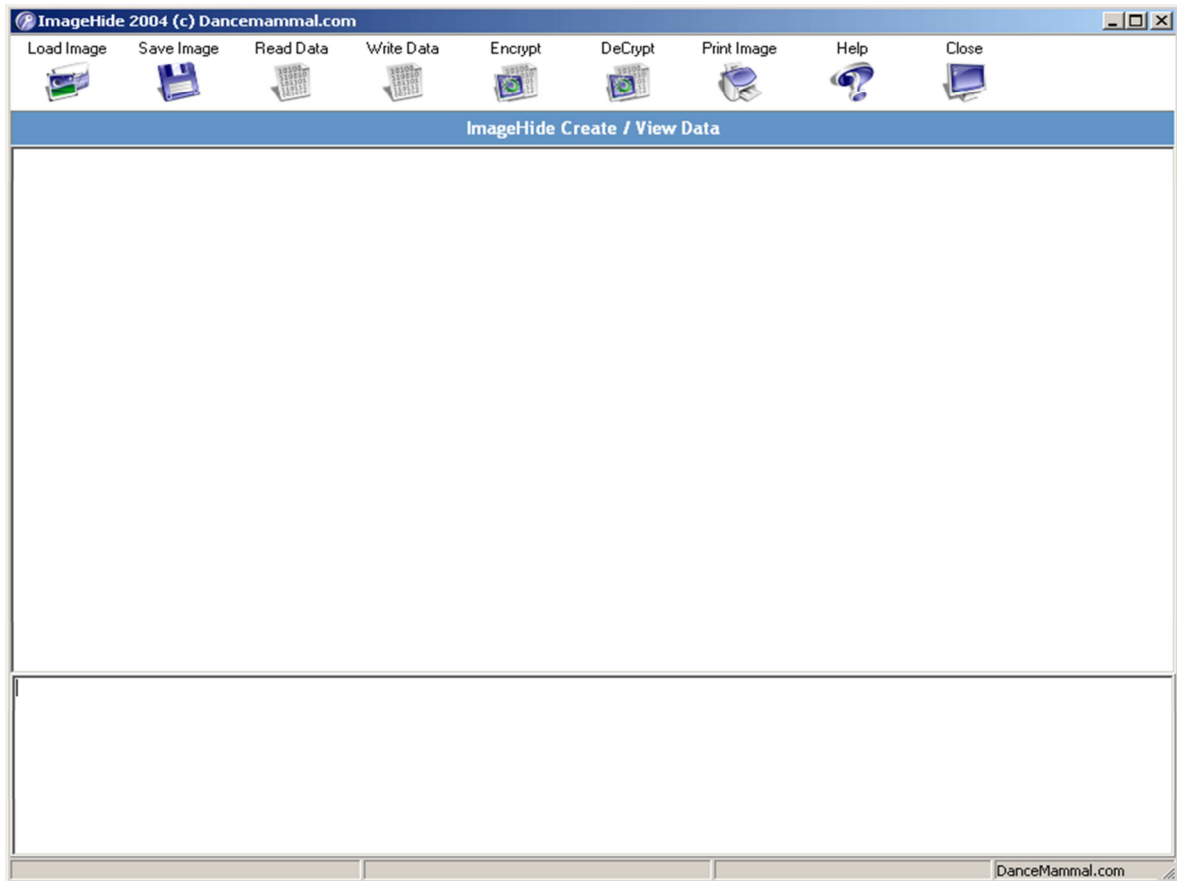 ImageHide 2004 (c) Dancemammal.com
Load Image Save Image Read Data Write Data Encrypt DeCrypt Print Image Help Close
ImageHide Create / View Data
DanceMammal.com